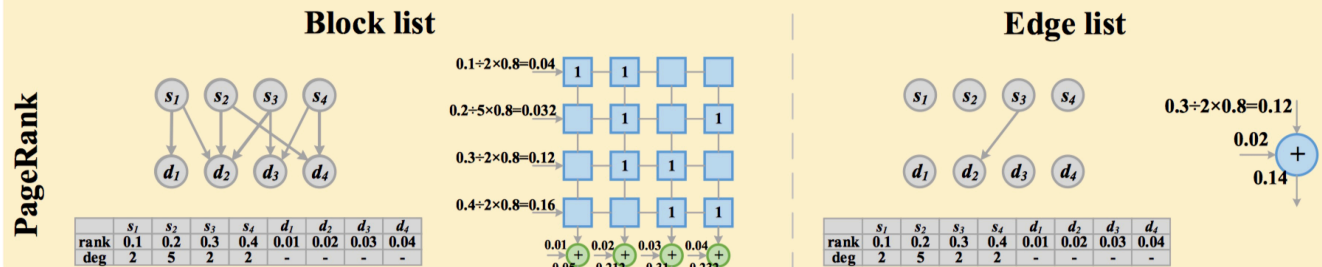 Block list
Edge list
PageRank
s1 s2 s3 s4
d1 d2 d3 d4
s1 s2 s3 s4 d1 d2 d3 d4
rank 0.1 0.2 0.3 0.4 0.01 0.02 0.03 0.04
deg 2 5 2 2 - - - -
0.1÷2×0.8=0.04 1 1
0.2÷5×0.8=0.032 1 1
0.3÷2×0.8=0.12 1 1
0.4÷2×0.8=0.16 1 1
0.01 0.02 0.03 0.04
+ + + +
s1 s2 s3 s4
d1 d2 d3 d4
0.3÷2×0.8=0.12
0.02 +
0.14
s1 s2 s3 s4 d1 d2 d3 d4
rank 0.1 0.2 0.3 0.4 0.01 0.02 0.03 0.04
deg 2 5 2 2 - - - -